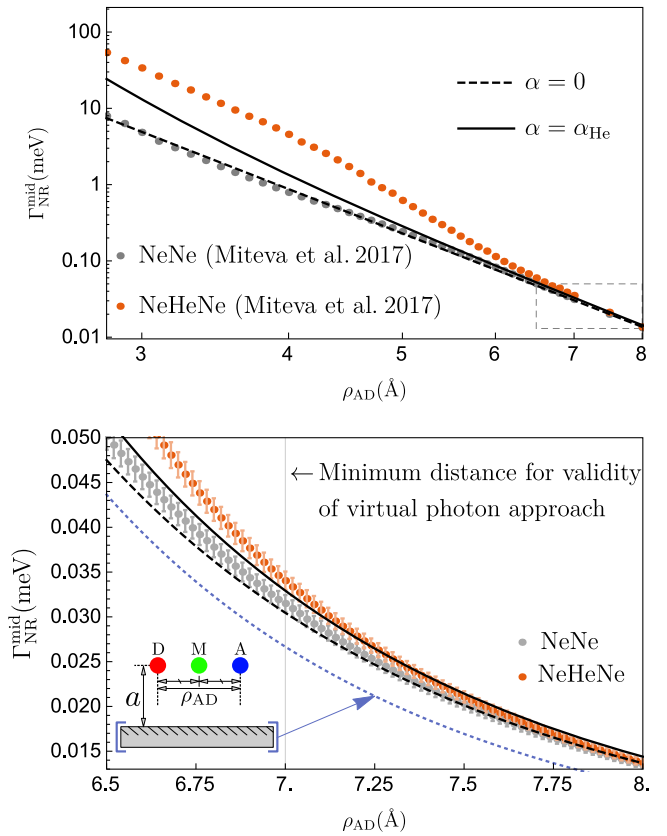 100
10
1
0.10
0.01
Γ_NR^mid (meV)
α = 0
α = α_He
NeNe (Miteva et al. 2017)
NeHeNe (Miteva et al. 2017)
3 4 5 6 7 8
ρ_AD(Å)
0.050
0.045
0.040
0.035
0.030
0.025
0.020
0.015
Γ_NR^mid (meV)
← Minimum distance for validity
of virtual photon approach
NeNe
NeHeNe
D M A
ρ_AD
a
6.5 6.75 7. 7.25 7.5 7.75 8.
ρ_AD(Å)